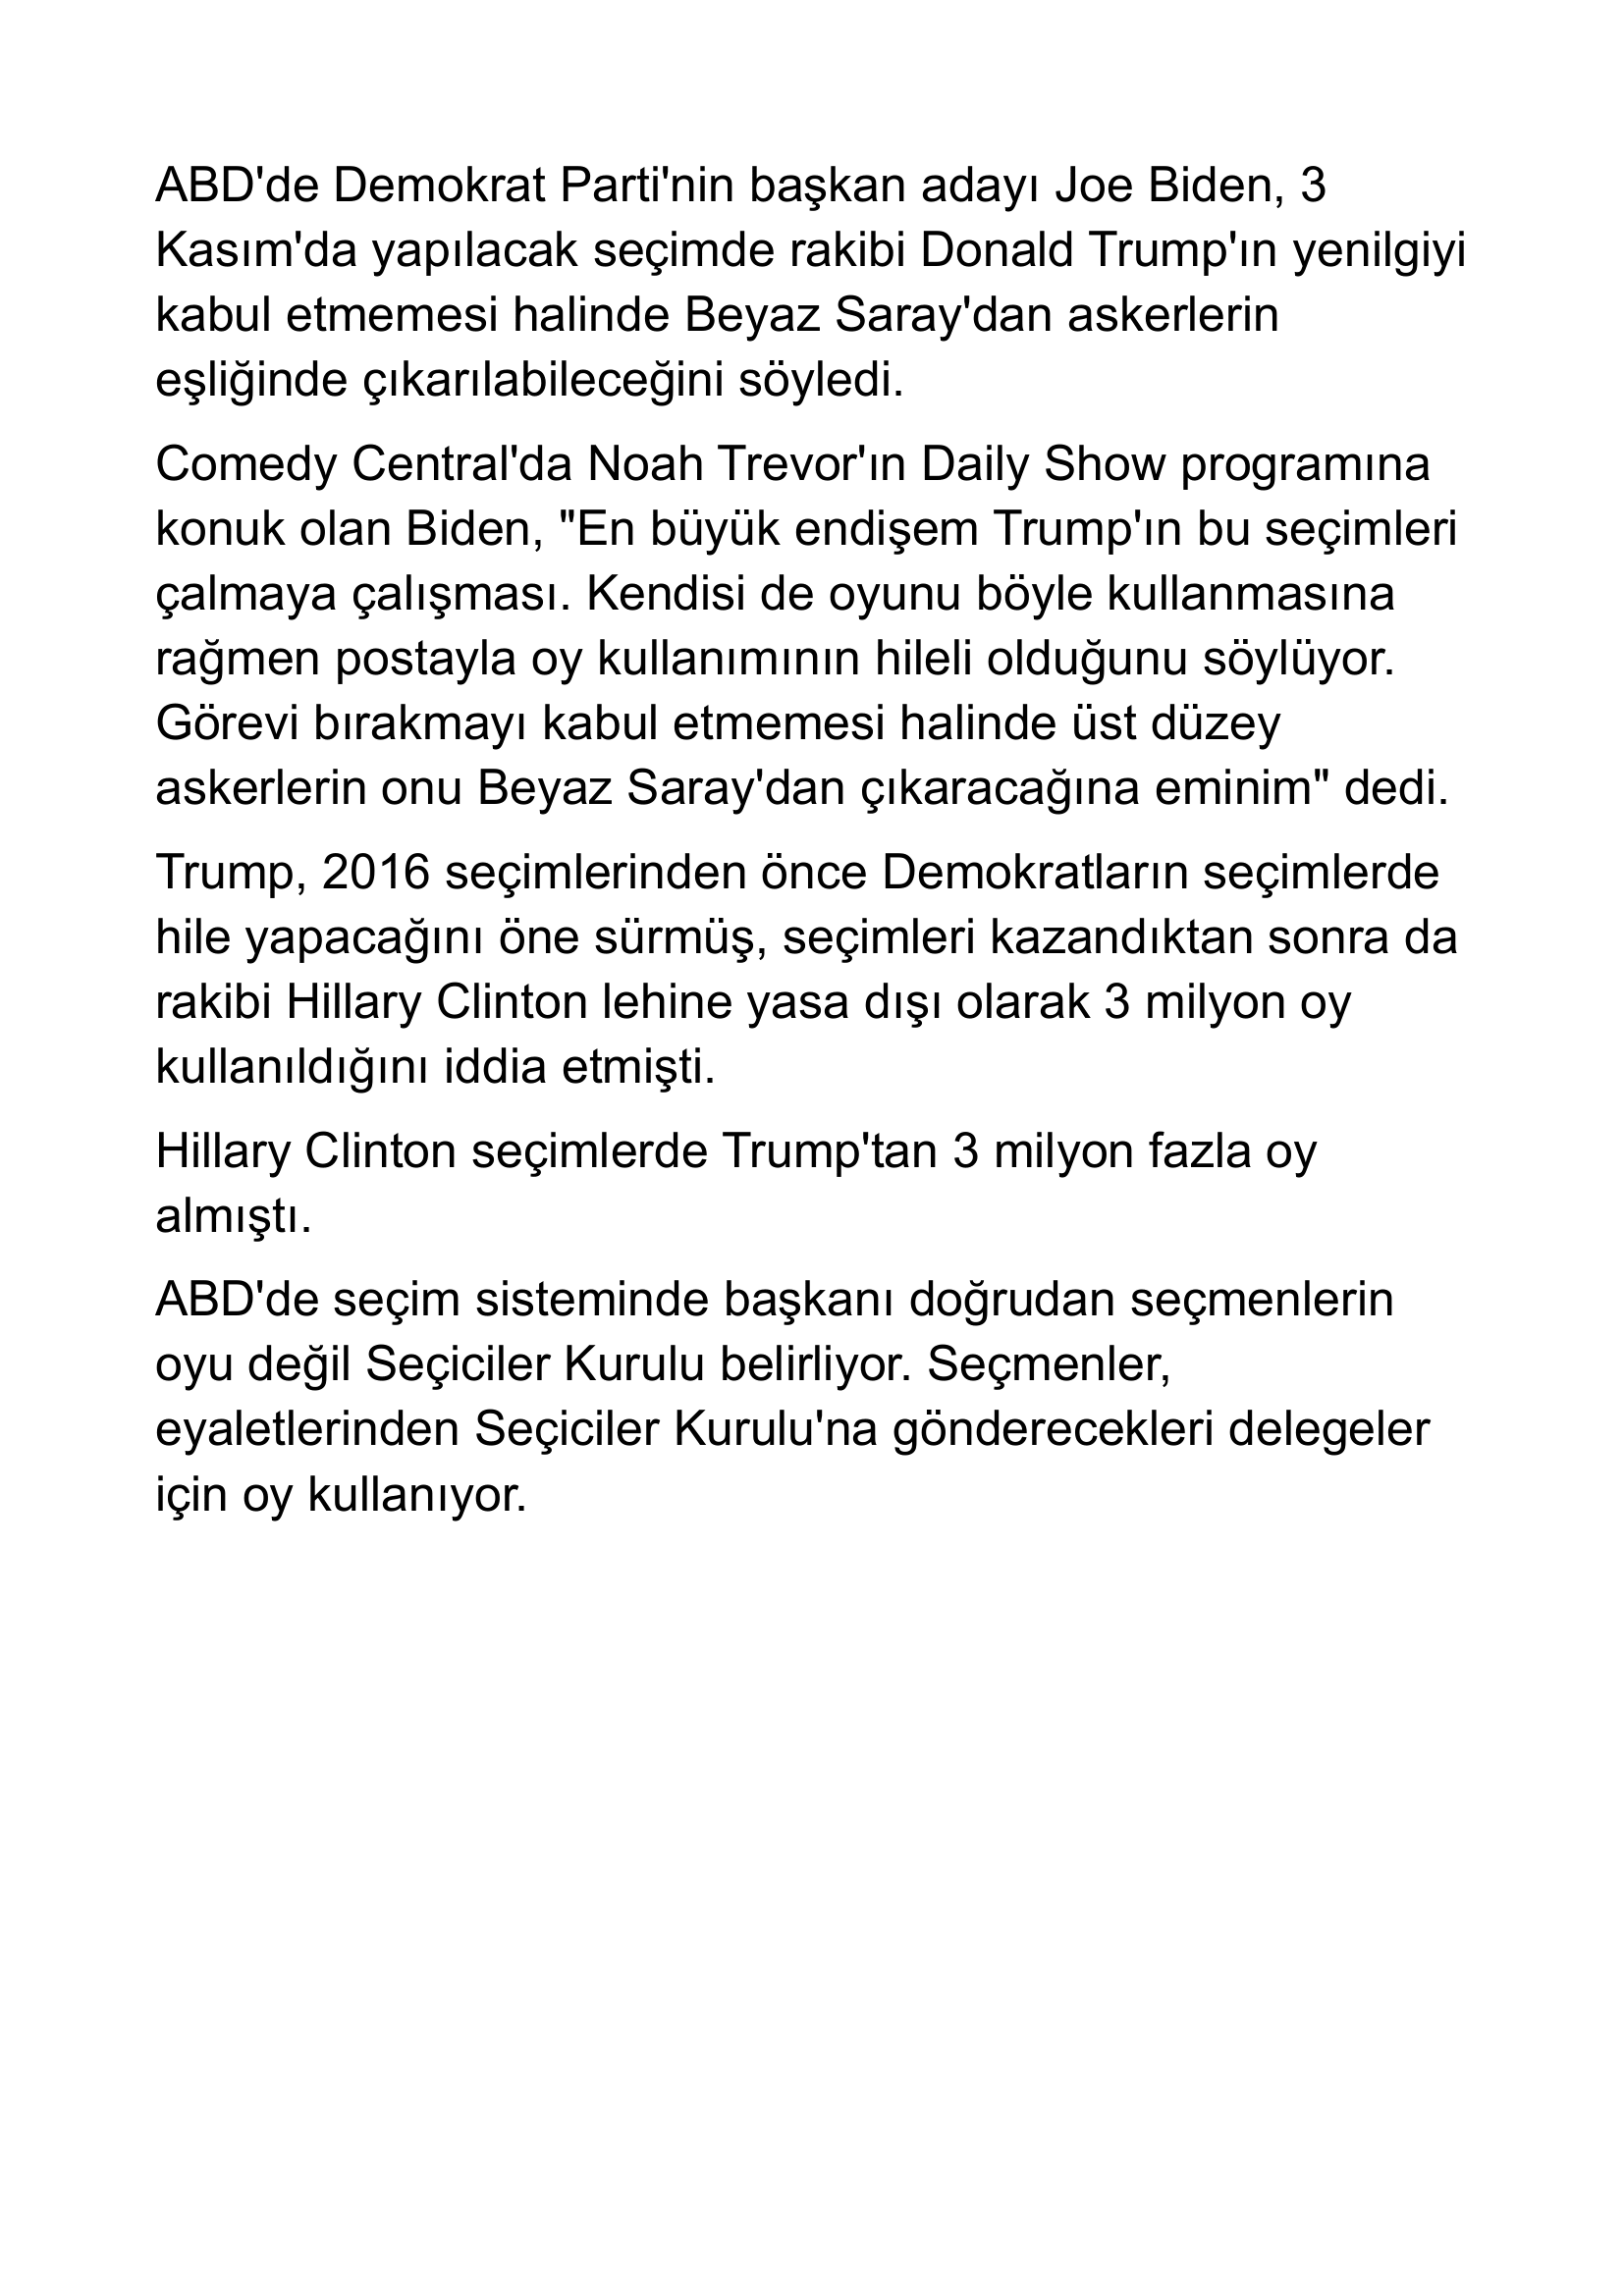 ABD'de Demokrat Parti'nin başkan adayı Joe Biden, 3
Kasım'da yapılacak seçimde rakibi Donald Trump'ın yenilgiyi
kabul etmemesi halinde Beyaz Saray'dan askerlerin
eşliğinde çıkarılabileceğini söyledi.
Comedy Central'da Noah Trevor'ın Daily Show programına
konuk olan Biden, "En büyük endişem Trump'ın bu seçimleri
çalmaya çalışması. Kendisi de oyunu böyle kullanmasına
rağmen postayla oy kullanımının hileli olduğunu söylüyor.
Görevi bırakmayı kabul etmemesi halinde üst düzey
askerlerin onu Beyaz Saray'dan çıkaracağına eminim" dedi.
Trump, 2016 seçimlerinden önce Demokratların seçimlerde
hile yapacağını öne sürmüş, seçimleri kazandıktan sonra da
rakibi Hillary Clinton lehine yasa dışı olarak 3 milyon oy
kullanıldığını iddia etmişti.
Hillary Clinton seçimlerde Trump'tan 3 milyon fazla oy
almıştı.
ABD'de seçim sisteminde başkanı doğrudan seçmenlerin
oyu değil Seçiciler Kurulu belirliyor. Seçmenler,
eyaletlerinden Seçiciler Kurulu'na gönderecekleri delegeler
için oy kullanıyor.